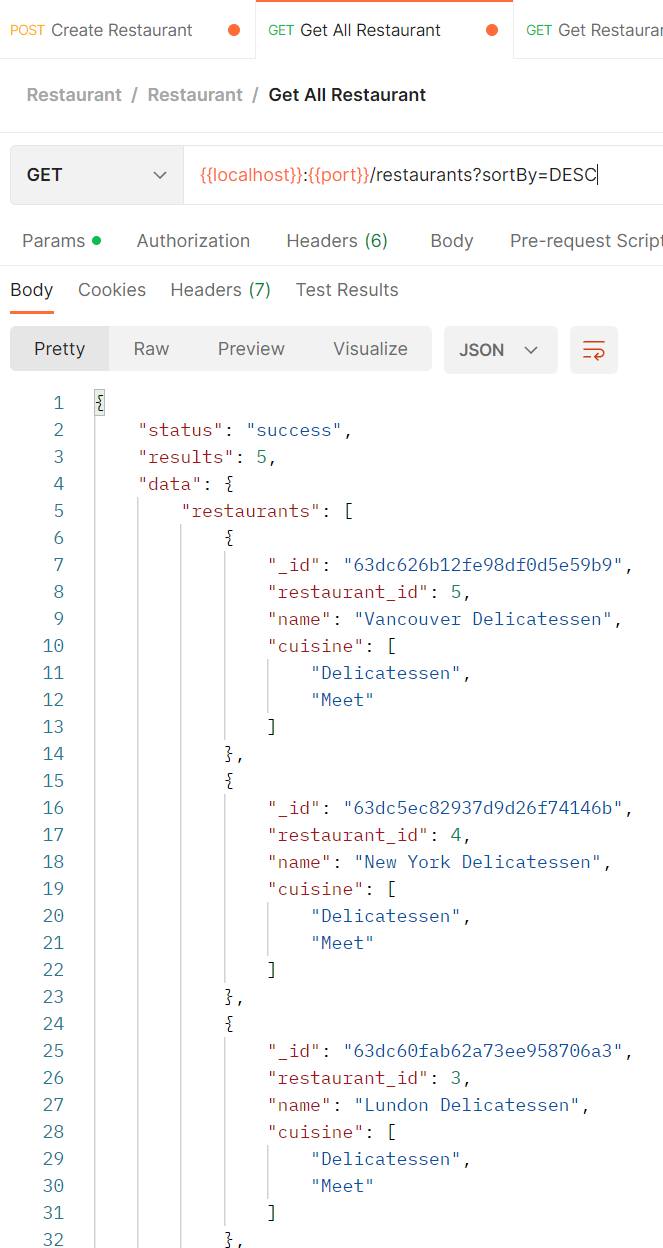 POST Create Restaurant GET Get All Restaurant GET Get Restauran
Restaurant / Restaurant / Get All Restaurant
GET {{localhost}}:{{port}}/restaurants?sortBy=DESC
Params Authorization Headers (6) Body Pre-request Script
Body Cookies Headers (7) Test Results
Pretty Raw Preview Visualize JSON
1 {
2 "status": "success",
3 "results": 5,
4 "data": {
5 "restaurants": [
6 {
7 "_id": "63dc626b12fe98df0d5e59b9",
8 "restaurant_id": 5,
9 "name": "Vancouver Delicatessen",
10 "cuisine": [
11 "Delicatessen",
12 "Meet"
13 ]
14 },
15 {
16 "_id": "63dc5ec82937d9d26f74146b",
17 "restaurant_id": 4,
18 "name": "New York Delicatessen",
19 "cuisine": [
20 "Delicatessen",
21 "Meet"
22 ]
23 },
24 {
25 "_id": "63dc60fab62a73ee958706a3",
26 "restaurant_id": 3,
27 "name": "Lundon Delicatessen",
28 "cuisine": [
29 "Delicatessen",
30 "Meet"
31 ]
32 },